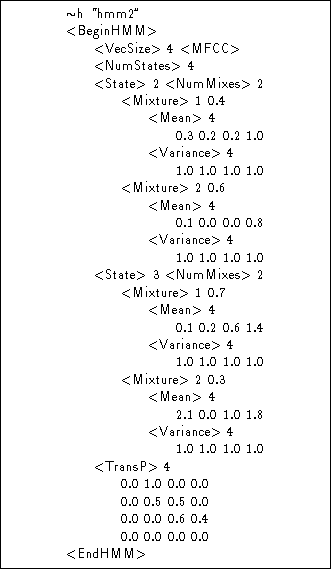 ~h "hmm2"
<BeginHMM>
<VecSize> 4 <MFCC>
<NumStates> 4
<State> 2 <NumMixes> 2
<Mixture> 1 0.4
<Mean> 4
0.3 0.2 0.2 1.0
<Variance> 4
1.0 1.0 1.0 1.0
<Mixture> 2 0.6
<Mean> 4
0.1 0.0 0.0 0.8
<Variance> 4
1.0 1.0 1.0 1.0
<State> 3 <NumMixes> 2
<Mixture> 1 0.7
<Mean> 4
0.1 0.2 0.6 1.4
<Variance> 4
1.0 1.0 1.0 1.0
<Mixture> 2 0.3
<Mean> 4
2.1 0.0 1.0 1.8
<Variance> 4
1.0 1.0 1.0 1.0
<TransP> 4
0.0 1.0 0.0 0.0
0.0 0.5 0.5 0.0
0.0 0.0 0.6 0.4
0.0 0.0 0.0 0.0
<EndHMM>